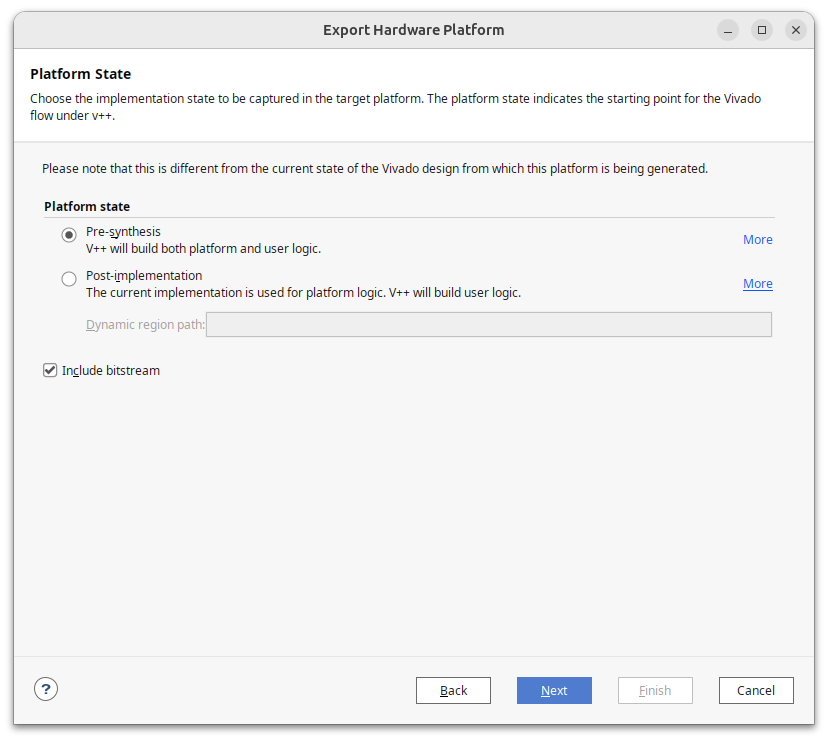 Export Hardware Platform
Platform State
Choose the implementation state to be captured in the target platform. The platform state indicates the starting point for the Vivado
flow under v++.
Please note that this is different from the current state of the Vivado design from which this platform is being generated.
Platform state
Pre-synthesis
V++ will build both platform and user logic.
More
Post-implementation
The current implementation is used for platform logic. V++ will build user logic.
More
Dynamic region path:
Include bitstream
?
Back
Next
Finish
Cancel